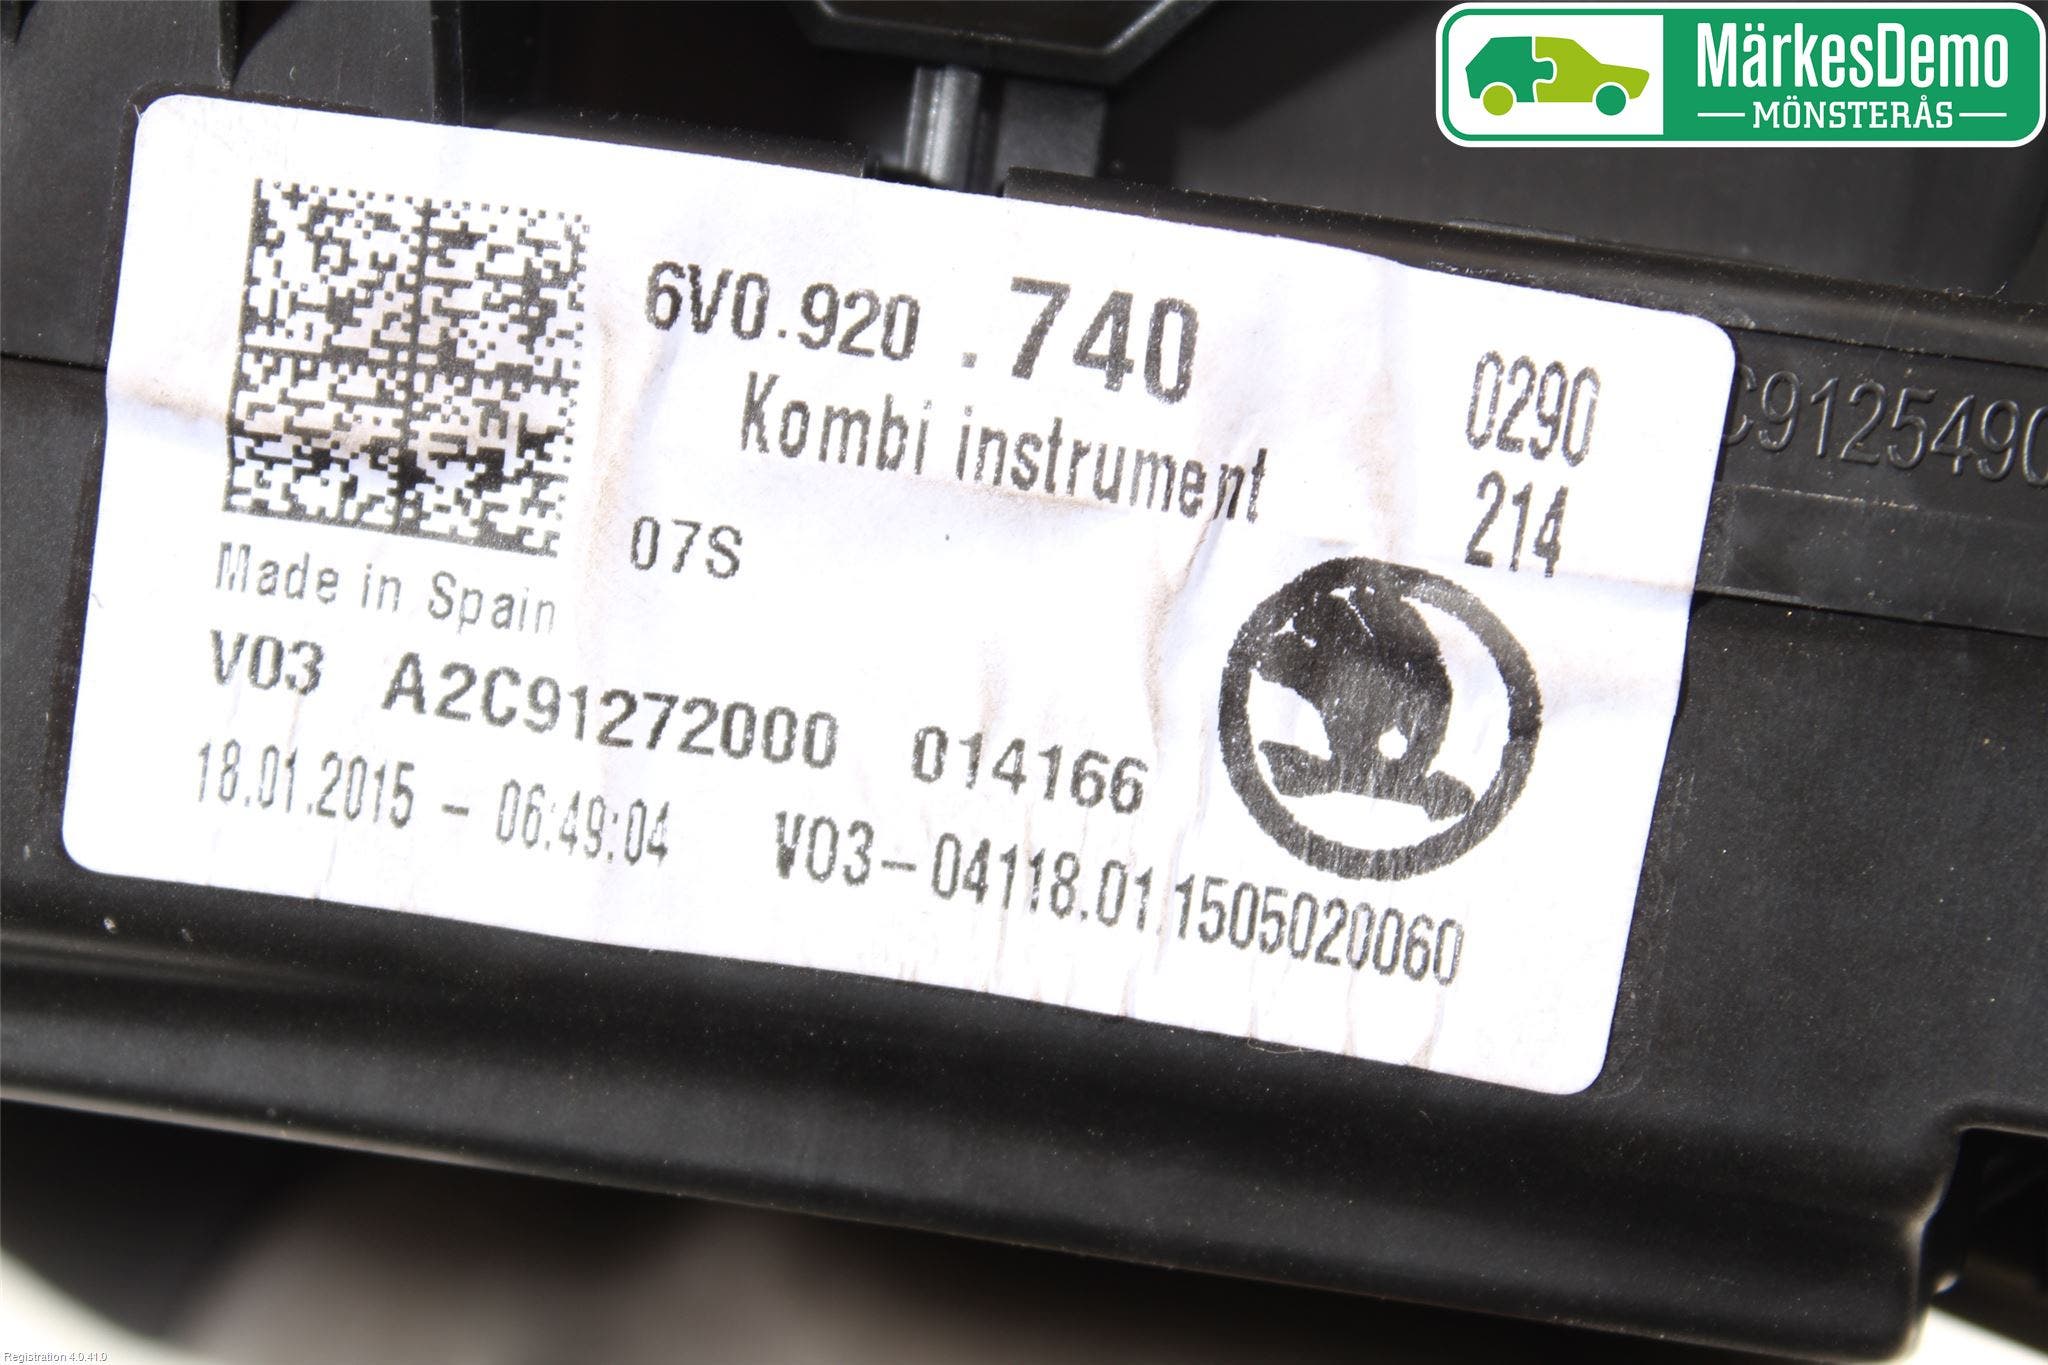 MärkesDemo
MÖNSTERÅS
6V0.920 .740
Kombi instrument
0290
214
C9125490
07S
Made in Spain
V03 A2C91272000 014166
18.01.2015 - 06:49:04 V03-04118.01.1505020060
Registration 4.0.41.0